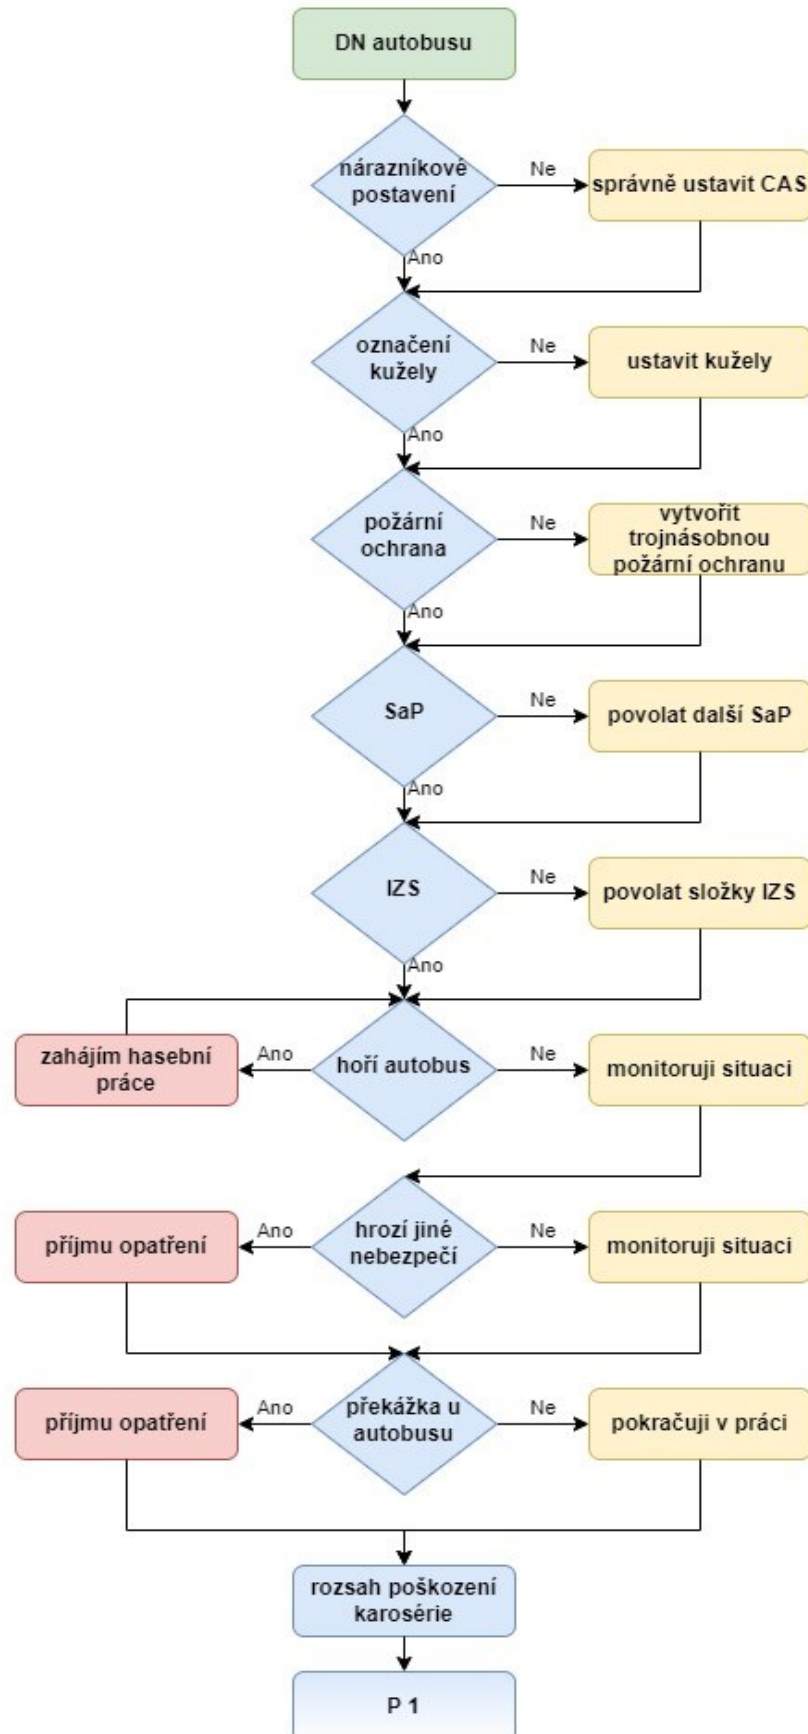 DN autobusu
nárazníkové
postavení
Ne
správně ustavit CAS
Ano
označení
kužely
Ne
ustavit kužely
Ano
požární
ochrana
Ne
vytvořit
trojnásobnou
požární ochranu
Ano
SaP
Ne
povolat další SaP
Ano
IZS
Ne
povolat složky IZS
Ano
zahájím hasební
práce
Ano
hoří autobus
Ne
monitoruji situaci
příjmu opatření
Ano
hrozí jiné
nebezpečí
Ne
monitoruji situaci
příjmu opatření
Ano
překážka u
autobusu
Ne
pokračuji v práci
rozsah poškození
karosérie
P 1